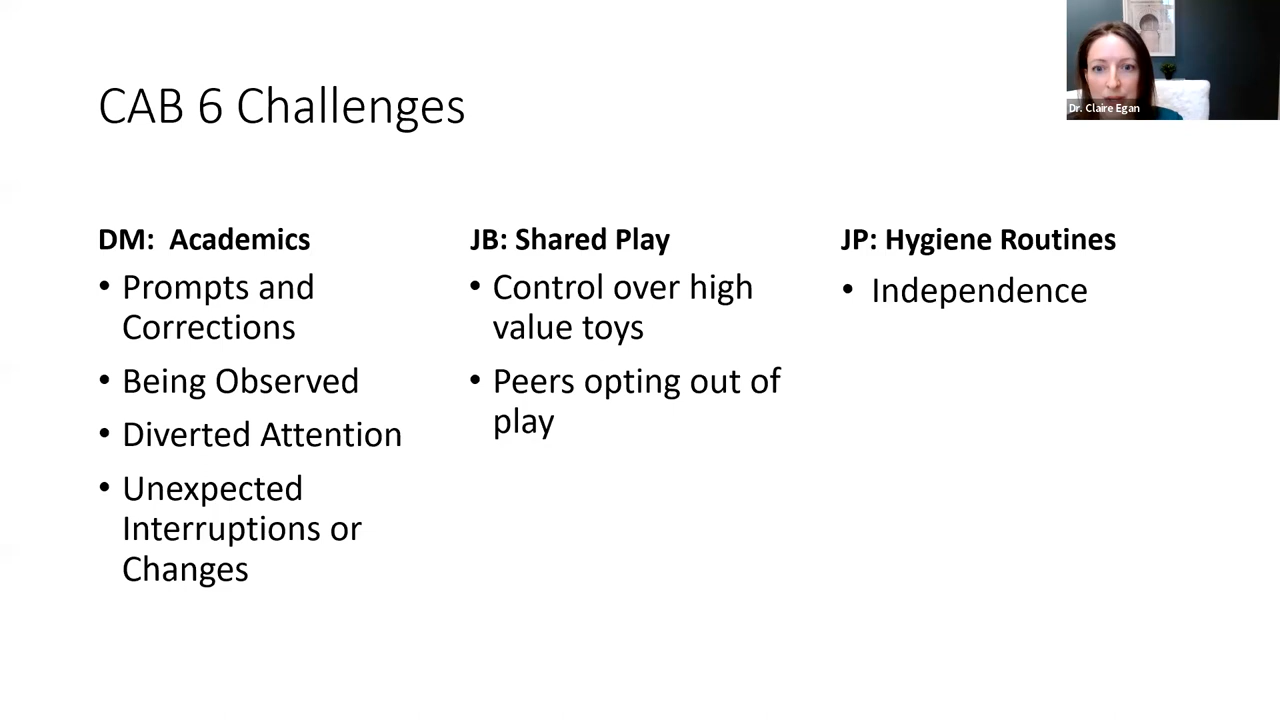 CAB 6 Challenges
Dr. Claire Egan
DM:  Academics
• Prompts and
Corrections
• Being Observed
• Diverted Attention
• Unexpected
Interruptions or
Changes
JB: Shared Play
• Control over high
value toys
• Peers opting out of
play
JP: Hygiene Routines
• Independence